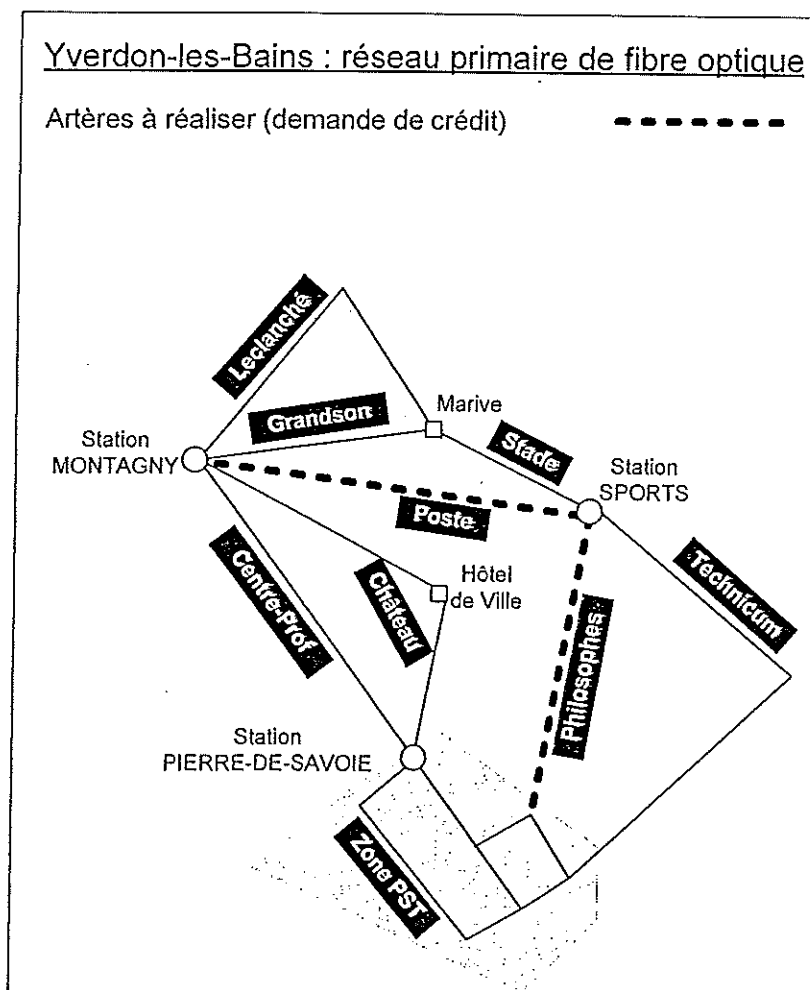 Yverdon-les-Bains : réseau primaire de fibre optique
Artères à réaliser (demande de crédit)
Leclanché
Grandson
Marive
Station
MONTAGNY
Stade
Station
SPORTS
Poste
Centre-Prof
Château
Hôtel
de Ville
Technicum
Philosophes
Station
PIERRE-DE-SAVOIE
Zone PST